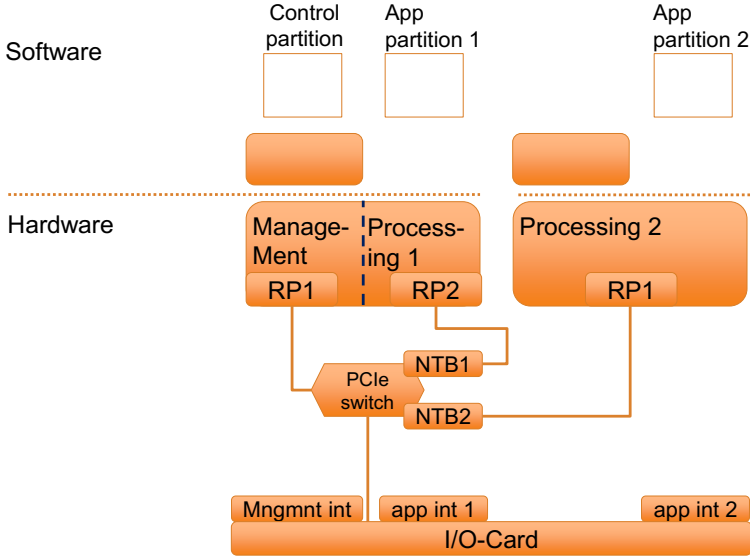 Control
partition
App
partition 1
App
partition 2
Software
Hardware
Manage-
Ment
Process-
ing 1
Processing 2
RP1
RP2
RP1
NTB1
PCIe
switch
NTB2
Mngmnt int
app int 1
app int 2
I/O-Card